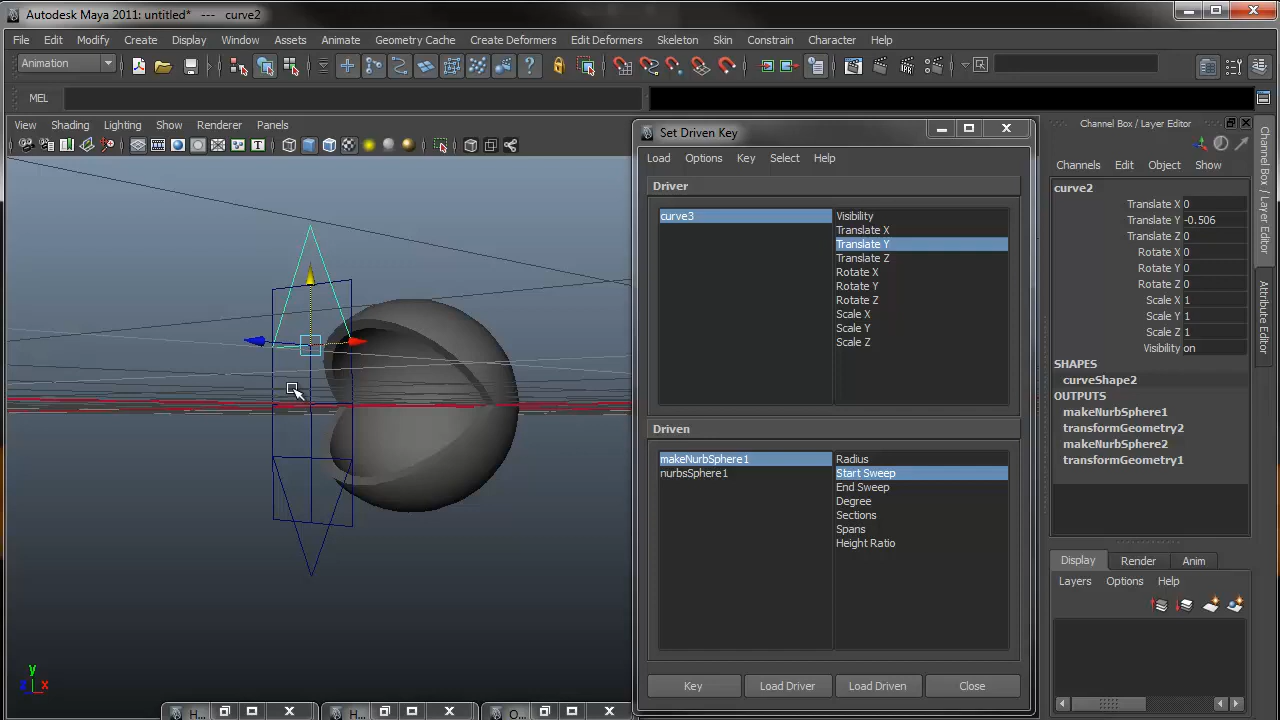 Autodesk Maya 2011: untitled* --- curve2
File Edit Modify Create Display Window Assets Animate Geometry Cache Create Deformers Edit Deformers Skeleton Skin Constrain Character Help
Animation
MEL
View Shading Lighting Show Renderer Panels
Set Driven Key
Load Options Key Select Help
Driver
curve3
Visibility
Translate X
Translate Y
Translate Z
Rotate X
Rotate Y
Rotate Z
Scale X
Scale Y
Scale Z
Driven
makeNurbSphere1
nurbsSphere1
Radius
Start Sweep
End Sweep
Degree
Sections
Spans
Height Ratio
Key Load Driver Load Driven Close
Channel Box / Layer Editor
Channels Edit Object Show
curve2
Translate X 0
Translate Y -0.506
Translate Z 0
Rotate X 0
Rotate Y 0
Rotate Z 0
Scale X 1
Scale Y 1
Scale Z 1
Visibility on
SHAPES
curveShape2
OUTPUTS
makeNurbSphere1
transformGeometry2
makeNurbSphere2
transformGeometry1
Display Render Anim
Layers Options Help
Channel Box / Layer Editor
Attribute Editor
y
z x
H...
H...
O...